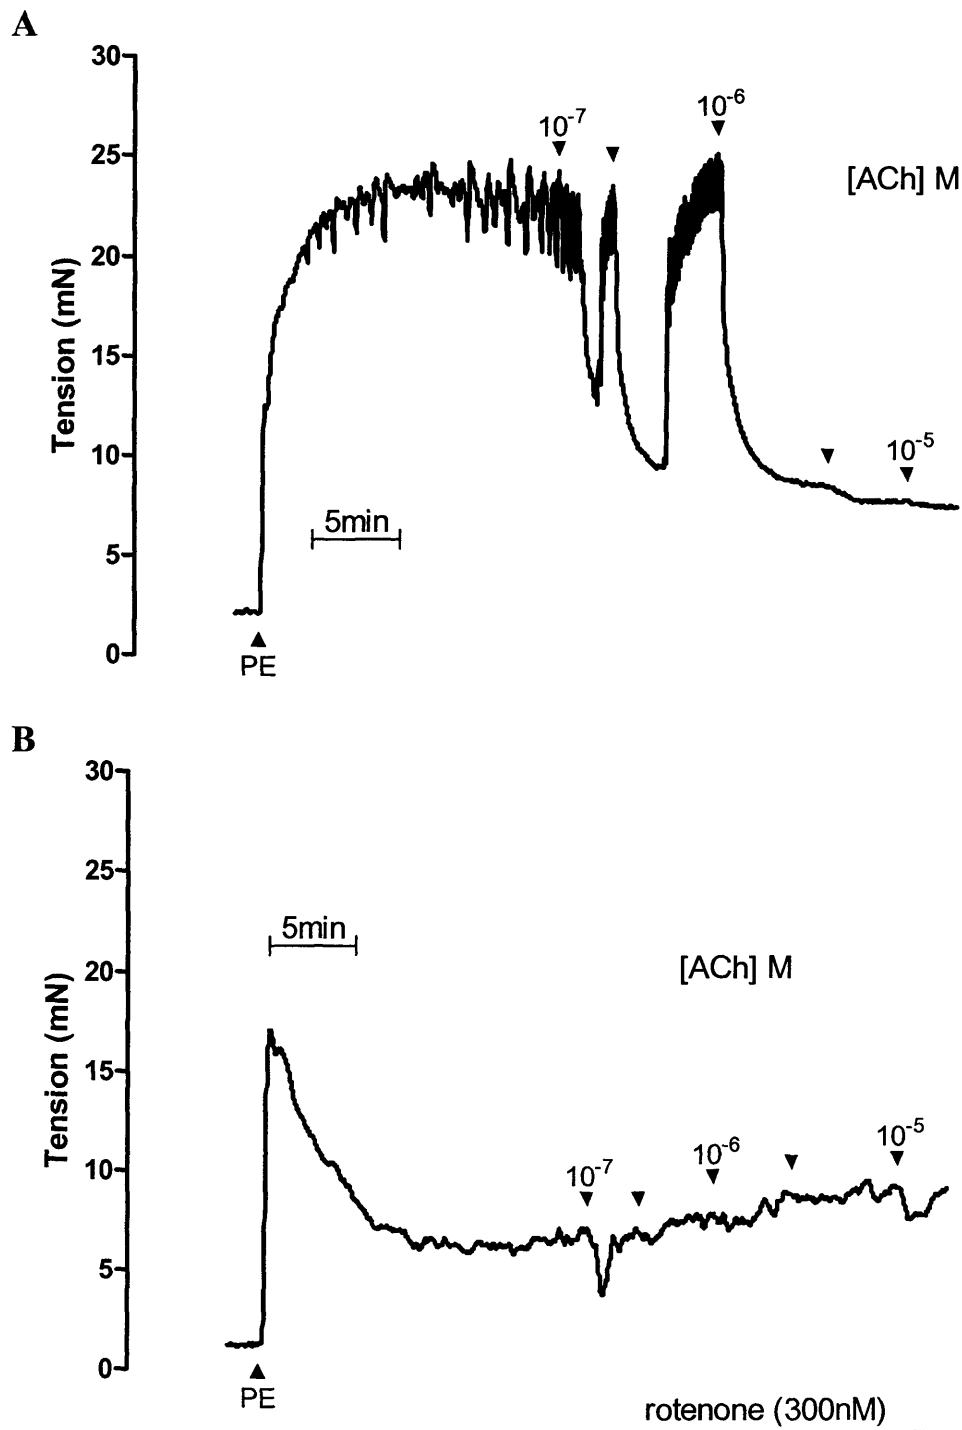 A
30
10⁻⁶
10⁻⁷
25
[ACh] M
20
Tension (mN)
15
10
10⁻⁵
5min
5
0
PE
B
30
25
5min
20
[ACh] M
Tension (mN)
15
10⁻⁵
10
10⁻⁷
10⁻⁶
5
0
PE
rotenone (300nM)